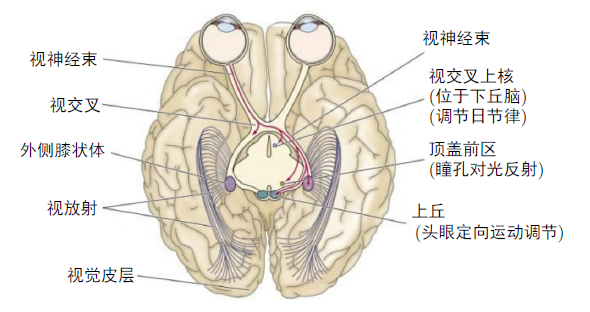 视神经束
视交叉
外侧膝状体
视放射
视觉皮层
视神经束
视交叉上核
(位于下丘脑)
(调节日节律)
顶盖前区
(瞳孔对光反射)
上丘
(头眼定向运动调节)